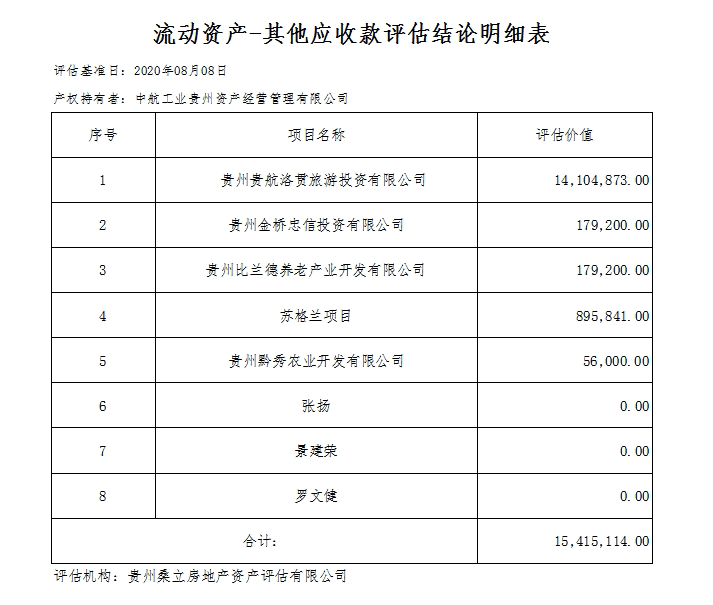 流动资产-其他应收款评估结论明细表
评估基准日：2020年08月08日
产权持有者：中航工业贵州资产经营管理有限公司
序号 项目名称 评估价值
1 贵州贵航洛贯旅游投资有限公司 14,104,873.00
2 贵州金桥忠信投资有限公司 179,200.00
3 贵州比兰德养老产业开发有限公司 179,200.00
4 苏格兰项目 895,841.00
5 贵州黔秀农业开发有限公司 56,000.00
6 张扬 0.00
7 景建荣 0.00
8 罗文健 0.00
合计： 15,415,114.00
评估机构：贵州桑立房地产资产评估有限公司